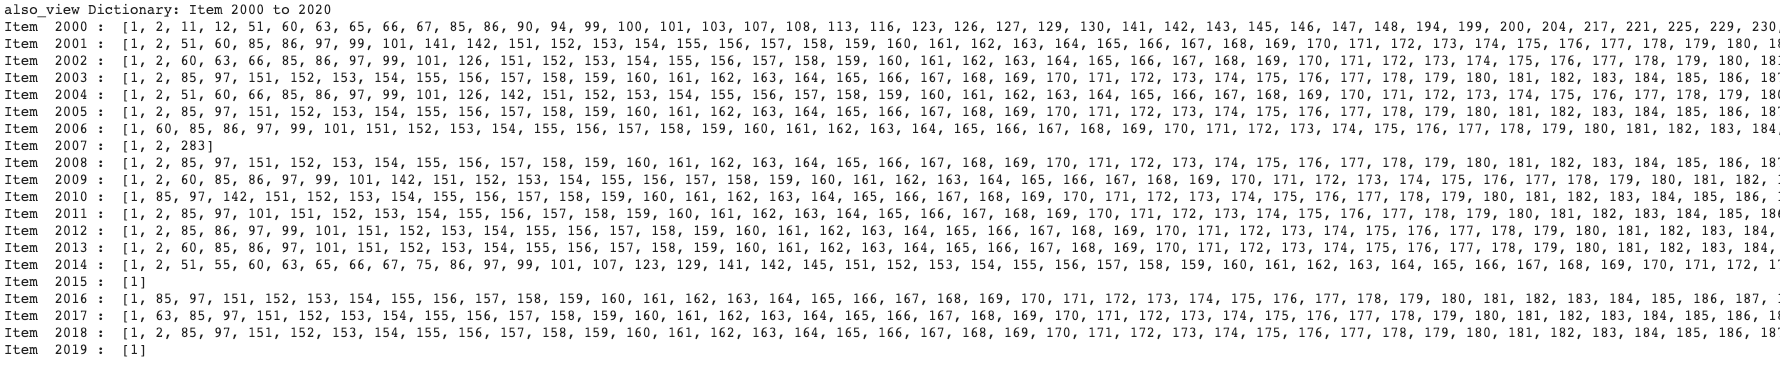 also_view Dictionary: Item 2000 to 2020
Item  2000 :  [1, 2, 11, 12, 51, 60, 63, 65, 66, 67, 85, 86, 90, 94, 99, 100, 101, 103, 107, 108, 113, 116, 123, 126, 127, 129, 130, 141, 142, 143, 145, 146, 147, 148, 194, 199, 200, 204, 217, 221, 225, 229, 230,
Item  2001 :  [1, 2, 51, 60, 85, 86, 97, 99, 101, 141, 142, 151, 152, 153, 154, 155, 156, 157, 158, 159, 160, 161, 162, 163, 164, 165, 166, 167, 168, 169, 170, 171, 172, 173, 174, 175, 176, 177, 178, 179, 180,
Item  2002 :  [1, 2, 60, 63, 66, 85, 86, 97, 99, 101, 126, 151, 152, 153, 154, 155, 156, 157, 158, 159, 160, 161, 162, 163, 164, 165, 166, 167, 168, 169, 170, 171, 172, 173, 174, 175, 176, 177, 178, 179, 180,
Item  2003 :  [1, 2, 85, 97, 151, 152, 153, 154, 155, 156, 157, 158, 159, 160, 161, 162, 163, 164, 165, 166, 167, 168, 169, 170, 171, 172, 173, 174, 175, 176, 177, 178, 179, 180, 181, 182, 183, 184, 185, 186,
Item  2004 :  [1, 2, 51, 60, 66, 85, 86, 97, 99, 101, 126, 142, 151, 152, 153, 154, 155, 156, 157, 158, 159, 160, 161, 162, 163, 164, 165, 166, 167, 168, 169, 170, 171, 172, 173, 174, 175, 176, 177, 178, 179,
Item  2005 :  [1, 2, 85, 97, 151, 152, 153, 154, 155, 156, 157, 158, 159, 160, 161, 162, 163, 164, 165, 166, 167, 168, 169, 170, 171, 172, 173, 174, 175, 176, 177, 178, 179, 180, 181, 182, 183, 184, 185, 186,
Item  2006 :  [1, 60, 85, 86, 97, 99, 101, 151, 152, 153, 154, 155, 156, 157, 158, 159, 160, 161, 162, 163, 164, 165, 166, 167, 168, 169, 170, 171, 172, 173, 174, 175, 176, 177, 178, 179, 180, 181, 182, 183, 184,
Item  2007 :  [1, 2, 283]
Item  2008 :  [1, 2, 85, 97, 151, 152, 153, 154, 155, 156, 157, 158, 159, 160, 161, 162, 163, 164, 165, 166, 167, 168, 169, 170, 171, 172, 173, 174, 175, 176, 177, 178, 179, 180, 181, 182, 183, 184, 185, 186,
Item  2009 :  [1, 2, 60, 85, 86, 97, 99, 101, 142, 151, 152, 153, 154, 155, 156, 157, 158, 159, 160, 161, 162, 163, 164, 165, 166, 167, 168, 169, 170, 171, 172, 173, 174, 175, 176, 177, 178, 179, 180, 181, 182,
Item  2010 :  [1, 85, 97, 142, 151, 152, 153, 154, 155, 156, 157, 158, 159, 160, 161, 162, 163, 164, 165, 166, 167, 168, 169, 170, 171, 172, 173, 174, 175, 176, 177, 178, 179, 180, 181, 182, 183, 184, 185, 186,
Item  2011 :  [1, 2, 85, 97, 101, 151, 152, 153, 154, 155, 156, 157, 158, 159, 160, 161, 162, 163, 164, 165, 166, 167, 168, 169, 170, 171, 172, 173, 174, 175, 176, 177, 178, 179, 180, 181, 182, 183, 184, 185,
Item  2012 :  [1, 2, 85, 86, 97, 99, 101, 151, 152, 153, 154, 155, 156, 157, 158, 159, 160, 161, 162, 163, 164, 165, 166, 167, 168, 169, 170, 171, 172, 173, 174, 175, 176, 177, 178, 179, 180, 181, 182, 183, 184,
Item  2013 :  [1, 2, 60, 85, 86, 97, 101, 151, 152, 153, 154, 155, 156, 157, 158, 159, 160, 161, 162, 163, 164, 165, 166, 167, 168, 169, 170, 171, 172, 173, 174, 175, 176, 177, 178, 179, 180, 181, 182, 183, 184,
Item  2014 :  [1, 2, 51, 55, 60, 63, 65, 66, 67, 75, 86, 97, 99, 101, 107, 123, 129, 141, 142, 145, 151, 152, 153, 154, 155, 156, 157, 158, 159, 160, 161, 162, 163, 164, 165, 166, 167, 168, 169, 170, 171, 172,
Item  2015 :  [1]
Item  2016 :  [1, 85, 97, 151, 152, 153, 154, 155, 156, 157, 158, 159, 160, 161, 162, 163, 164, 165, 166, 167, 168, 169, 170, 171, 172, 173, 174, 175, 176, 177, 178, 179, 180, 181, 182, 183, 184, 185, 186, 187,
Item  2017 :  [1, 63, 85, 97, 151, 152, 153, 154, 155, 156, 157, 158, 159, 160, 161, 162, 163, 164, 165, 166, 167, 168, 169, 170, 171, 172, 173, 174, 175, 176, 177, 178, 179, 180, 181, 182, 183, 184, 185, 186,
Item  2018 :  [1, 2, 85, 97, 151, 152, 153, 154, 155, 156, 157, 158, 159, 160, 161, 162, 163, 164, 165, 166, 167, 168, 169, 170, 171, 172, 173, 174, 175, 176, 177, 178, 179, 180, 181, 182, 183, 184, 185, 186,
Item  2019 :  [1]